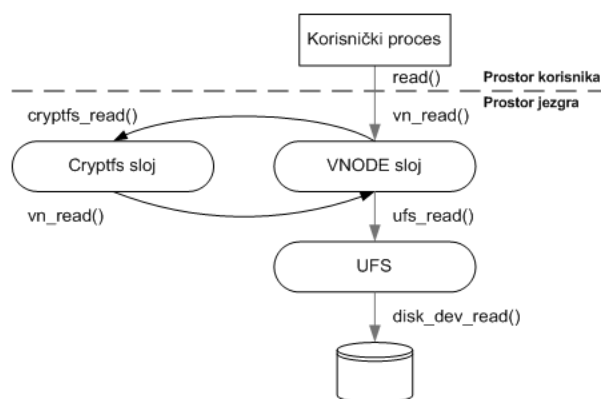 Korisnički proces
read()
Prostor korisnika
Prostor jezgra
cryptfs_read()
vn_read()
Cryptfs sloj
VNODE sloj
vn_read()
ufs_read()
UFS
disk_dev_read()